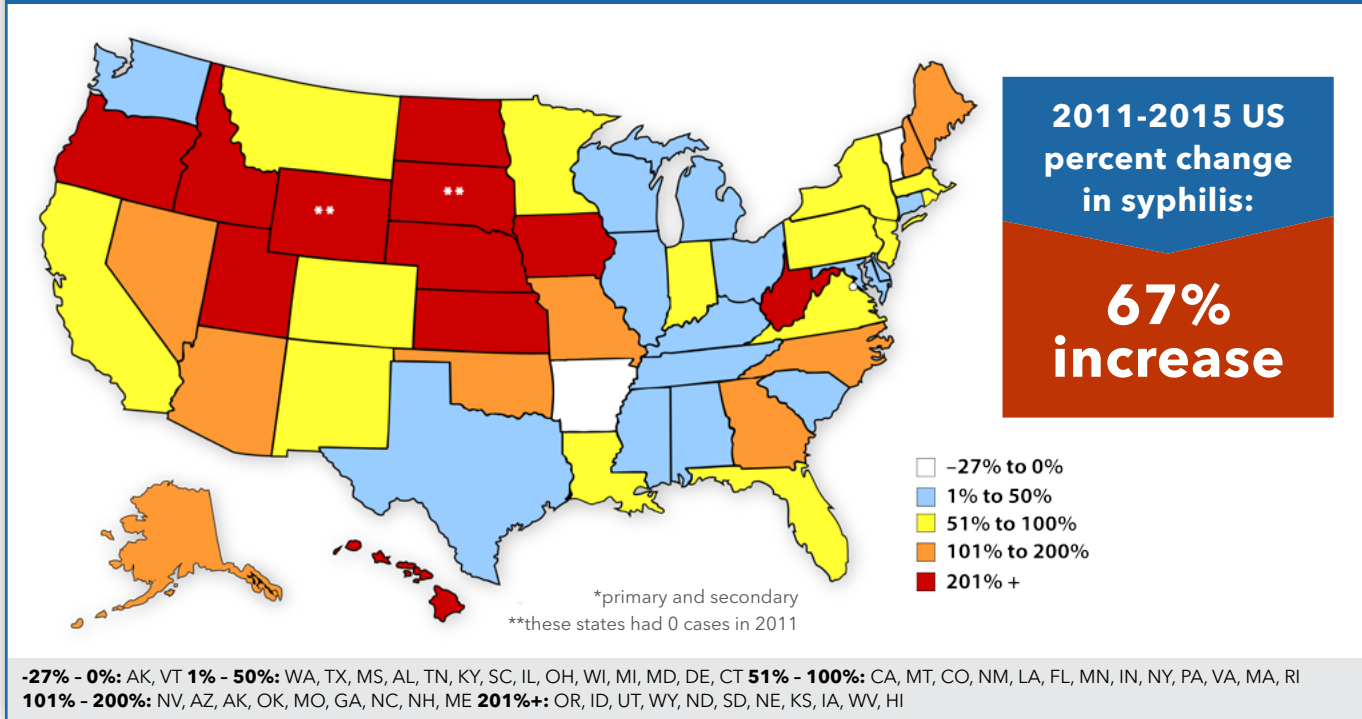 2011-2015 US
percent change
in syphilis:
67%
increase
–27% to 0%
1% to 50%
51% to 100%
101% to 200%
201% +
**
**
*primary and secondary
**these states had 0 cases in 2011
-27% – 0%: AK, VT 1% – 50%: WA, TX, MS, AL, TN, KY, SC, IL, OH, WI, MI, MD, DE, CT 51% – 100%: CA, MT, CO, NM, LA, FL, MN, IN, NY, PA, VA, MA, RI
101% – 200%: NV, AZ, AK, OK, MO, GA, NC, NH, ME 201%+: OR, ID, UT, WY, ND, SD, NE, KS, IA, WV, HI